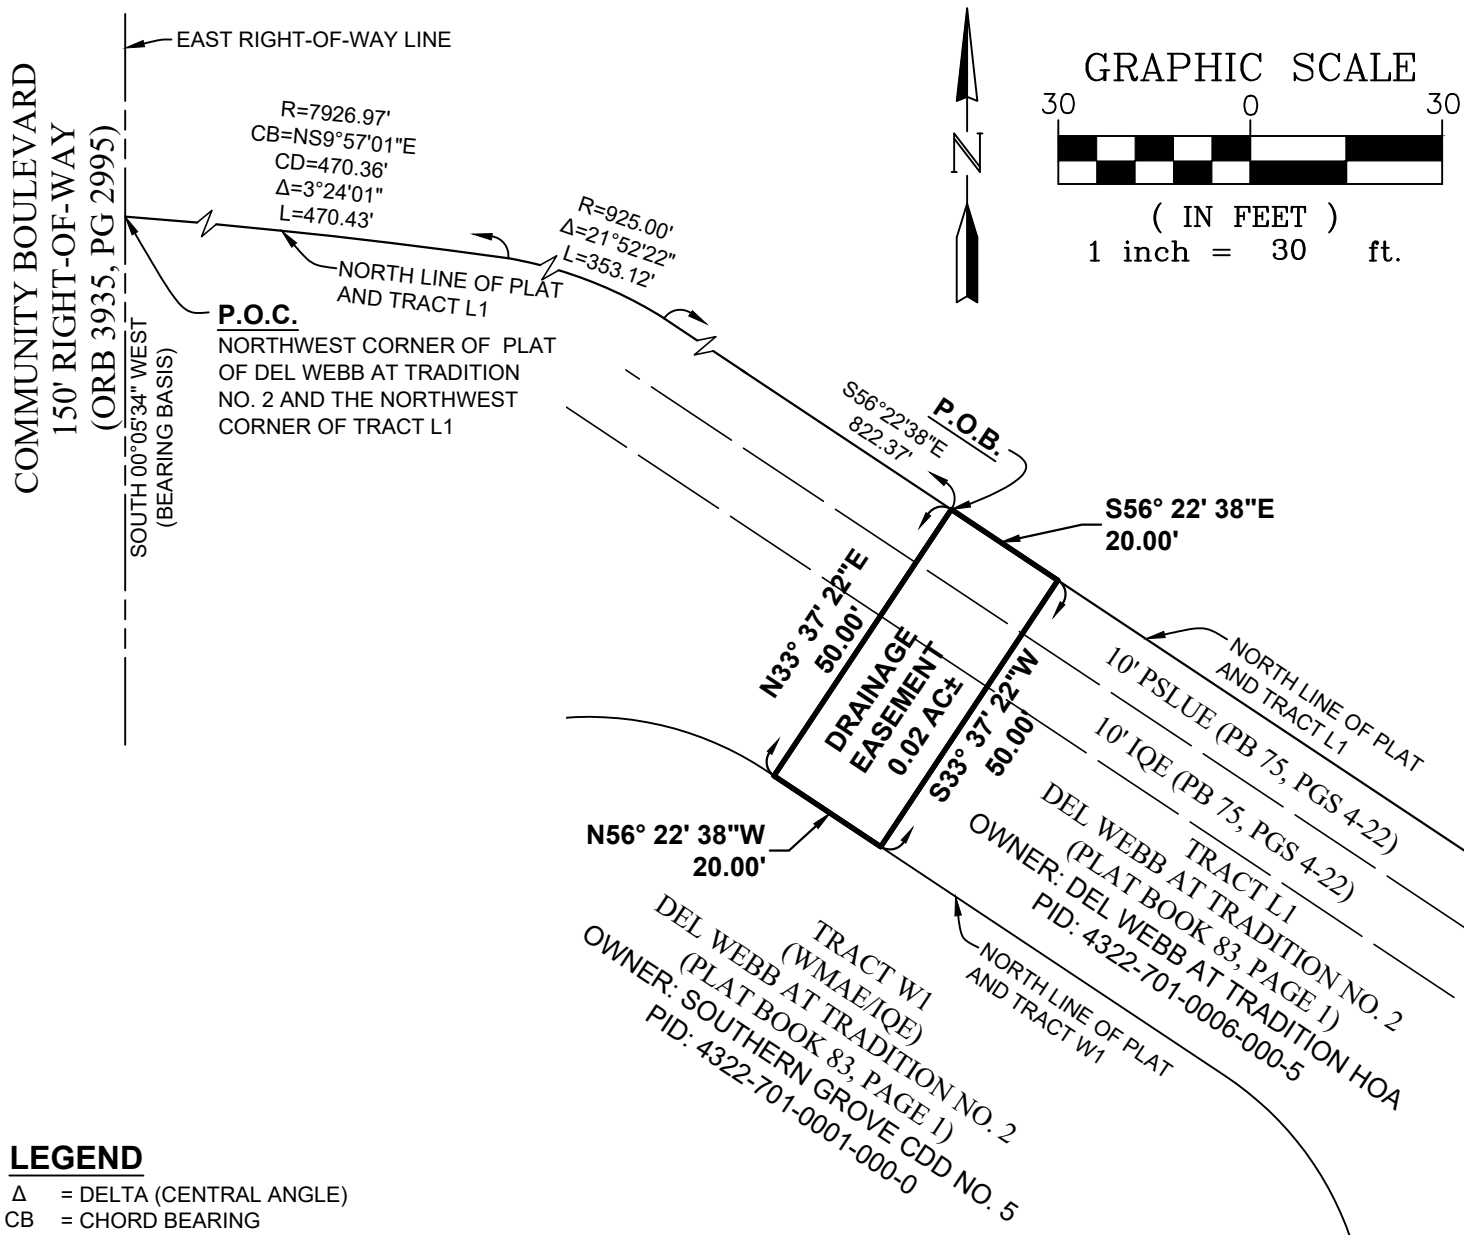 EAST RIGHT-OF-WAY LINE
COMMUNITY BOULEVARD
150' RIGHT-OF-WAY
(ORB 3935, PG 2995)
SOUTH 00°05'34" WEST
(BEARING BASIS)
R=7926.97'
CB=NS9°57'01"E
CD=470.36'
Δ=3°24'01"
L=470.43'
R=925.00'
Δ=21°52'22"
L=353.12'
NORTH LINE OF PLAT
AND TRACT L1
P.O.C.
NORTHWEST CORNER OF PLAT
OF DEL WEBB AT TRADITION
NO. 2 AND THE NORTHWEST
CORNER OF TRACT L1
N
GRAPHIC SCALE
30 0 30
( IN FEET )
1 inch = 30 ft.
S56°22'38"E
822.37'
P.O.B.
S56° 22' 38"E
20.00'
N33° 37' 22"E
50.00'
DRAINAGE
EASEMENT
0.02 AC±
S33° 37' 22"W
50.00'
N56° 22' 38"W
20.00'
NORTH LINE OF PLAT
AND TRACT L1
10' PSLUE (PB 75, PGS 4-22)
10' IQE (PB 75, PGS 4-22)
TRACT L1
DEL WEBB AT TRADITION NO. 2
(PLAT BOOK 83, PAGE 1)
OWNER: DEL WEBB AT TRADITION HOA
PID: 4322-701-0006-000-5
NORTH LINE OF PLAT
AND TRACT W1
TRACT W1
(WMAE/IQE)
DEL WEBB AT TRADITION NO. 2
(PLAT BOOK 83, PAGE 1)
OWNER: SOUTHERN GROVE CDD NO. 5
PID: 4322-701-0001-000-0
LEGEND
Δ = DELTA (CENTRAL ANGLE)
CB = CHORD BEARING